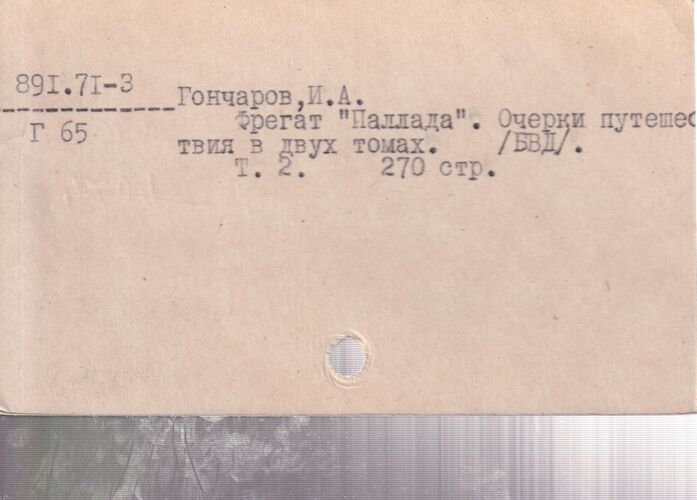 891.71-3
Г 65
Гончаров,И.А.
Фрегат "Паллада". Очерки путешес
твия в двух томах. /БВД/.
Т. 2. 270 стр.